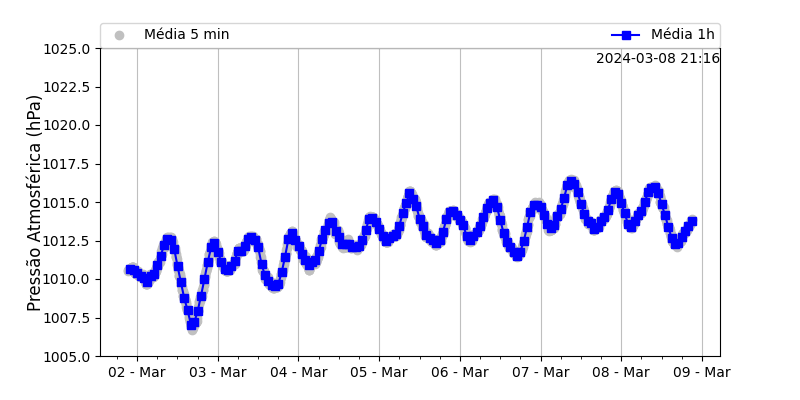 Média 5 min
Média 1h
2024-03-08 21:16
Pressão Atmosférica (hPa)
1025.0
1022.5
1020.0
1017.5
1015.0
1012.5
1010.0
1007.5
1005.0
02 - Mar
03 - Mar
04 - Mar
05 - Mar
06 - Mar
07 - Mar
08 - Mar
09 - Mar